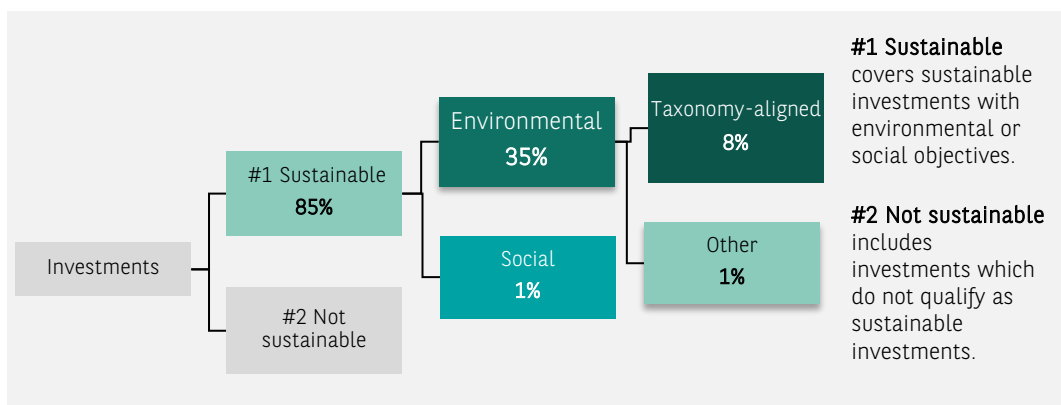 Investments
#1 Sustainable
85%
#2 Not
sustainable
Environmental
35%
Social
1%
Taxonomy-aligned
8%
Other
1%
#1 Sustainable
covers sustainable
investments with
environmental or
social objectives.
#2 Not sustainable
includes
investments which
do not qualify as
sustainable
investments.